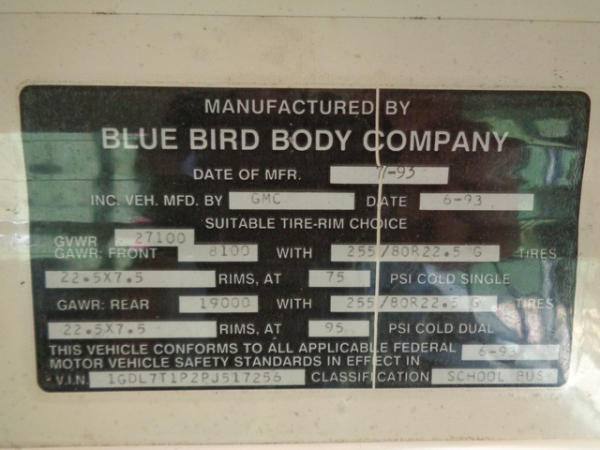 MANUFACTURED BY
BLUE BIRD BODY COMPANY
DATE OF MFR. 7-93
INC. VEH. MFD. BY GMC DATE 6-93
SUITABLE TIRE-RIM CHOICE
GVWR 27100
GAWR: FRONT 8100 WITH 255/80R22.5 G TIRES
22.5X7.5 RIMS, AT 75 PSI COLD SINGLE
GAWR: REAR 19000 WITH 255/80R22.5 G TIRES
22.5X7.5 RIMS, AT 95 PSI COLD DUAL
THIS VEHICLE CONFORMS TO ALL APPLICABLE FEDERAL
MOTOR VEHICLE SAFETY STANDARDS IN EFFECT IN 6-93
V.I.N. 1GDL7T1P2PJ517256 CLASSIFICATION SCHOOL BUS